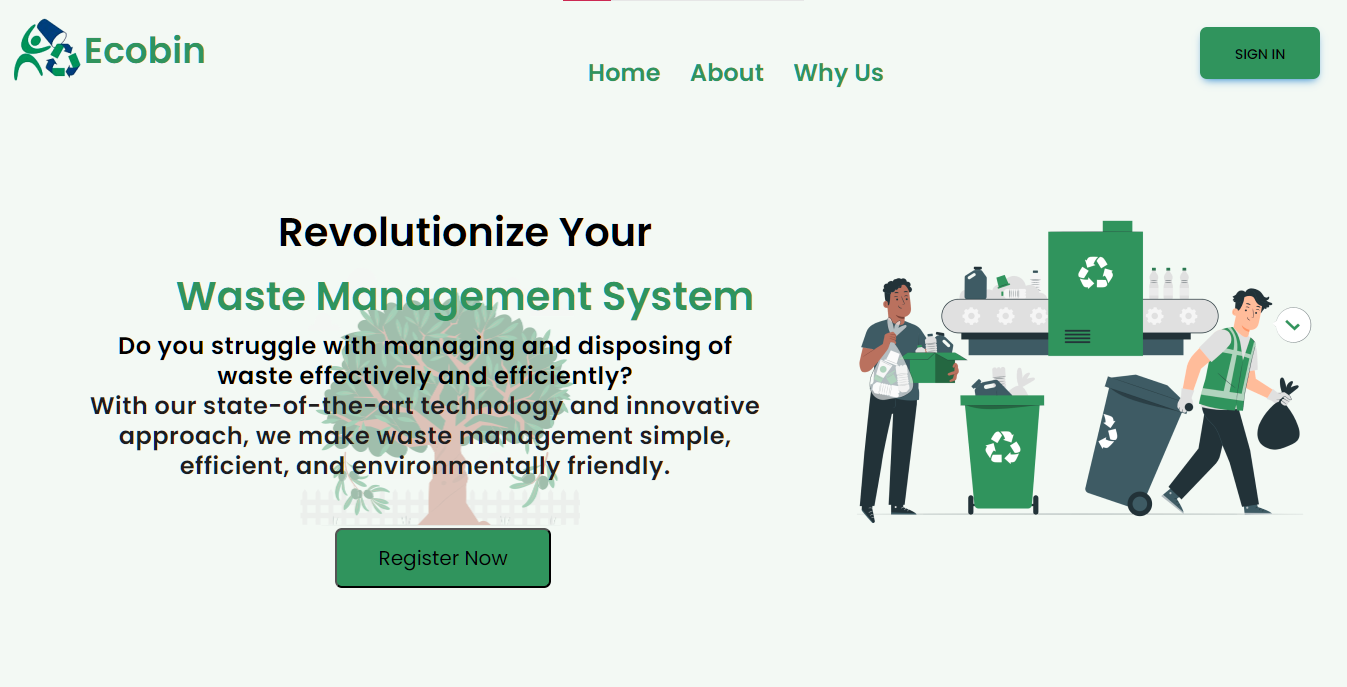 Ecobin
Home About Why Us
SIGN IN
Revolutionize Your
Waste Management System
Do you struggle with managing and disposing of
waste effectively and efficiently?
With our state-of-the-art technology and innovative
approach, we make waste management simple,
efficient, and environmentally friendly.
Register Now